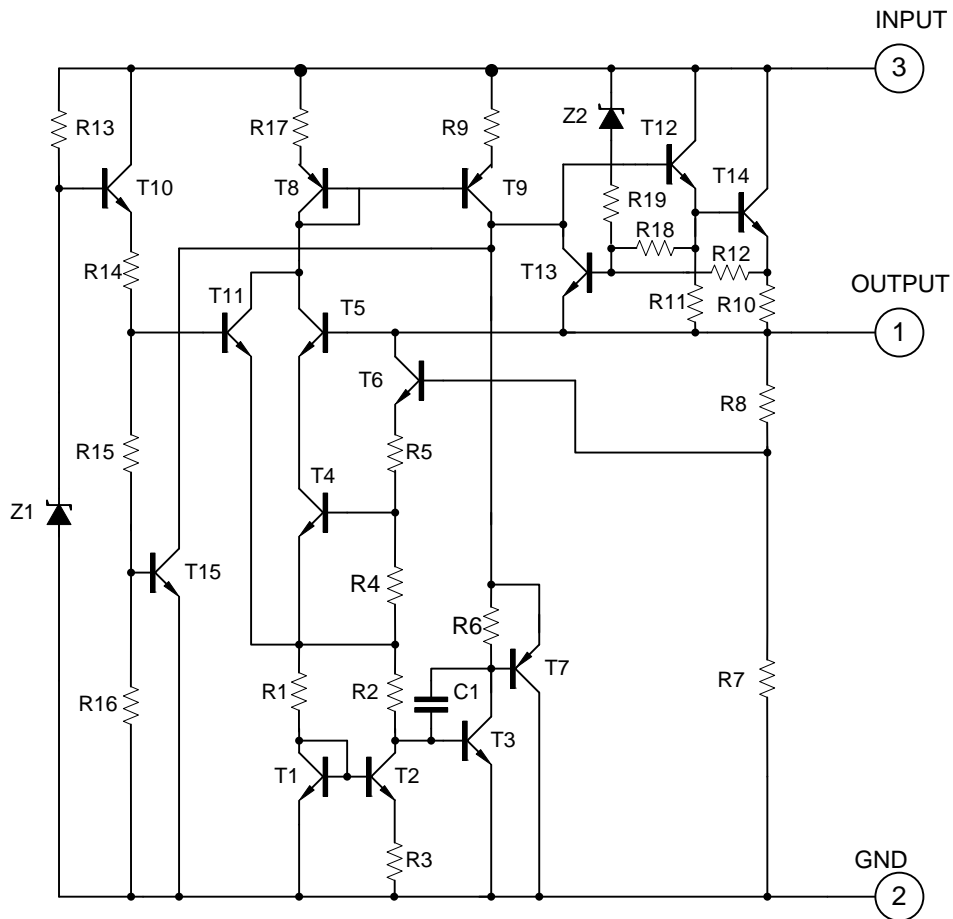 INPUT
3
R13
R17
R9
Z2
T12
T10
T8
T9
T14
R19
R18
R12
R14
T13
T11
T5
R11
R10
OUTPUT
1
T6
R8
R15
R5
T4
Z1
T15
R4
R6
T7
R16
R1
R2
C1
R7
T3
T1
T2
R3
GND
2